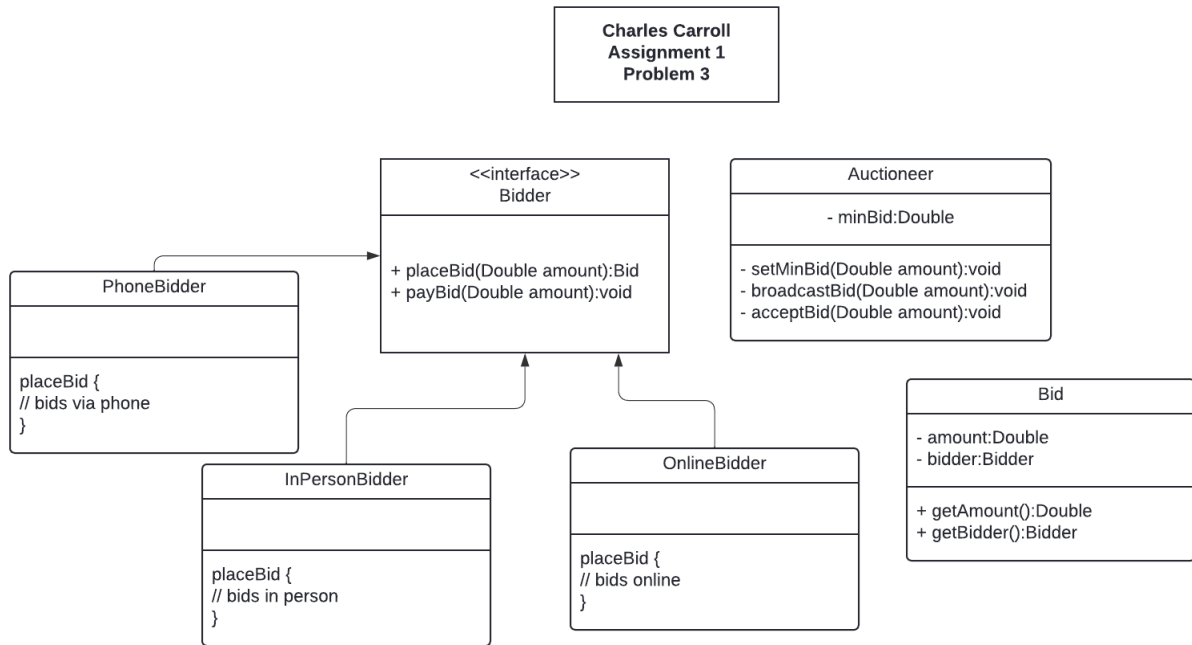 Charles Carroll
Assignment 1
Problem 3
<<interface>>
Bidder
+ placeBid(Double amount):Bid
+ payBid(Double amount):void
Auctioneer
- minBid:Double
- setMinBid(Double amount):void
- broadcastBid(Double amount):void
- acceptBid(Double amount):void
PhoneBidder
placeBid {
// bids via phone
}
InPersonBidder
placeBid {
// bids in person
}
OnlineBidder
placeBid {
// bids online
}
Bid
- amount:Double
- bidder:Bidder
+ getAmount():Double
+ getBidder():Bidder